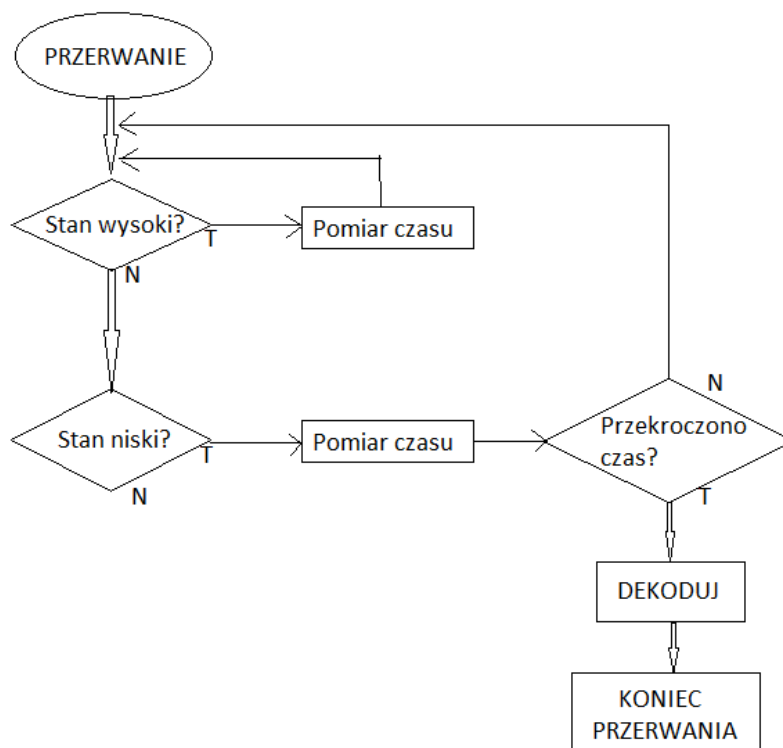 PRZERWANIE
Stan wysoki?
T
Pomiar czasu
N
Stan niski?
T
N
Pomiar czasu
Przekroczono
czas?
N
T
DEKODUJ
KONIEC
PRZERWANIA